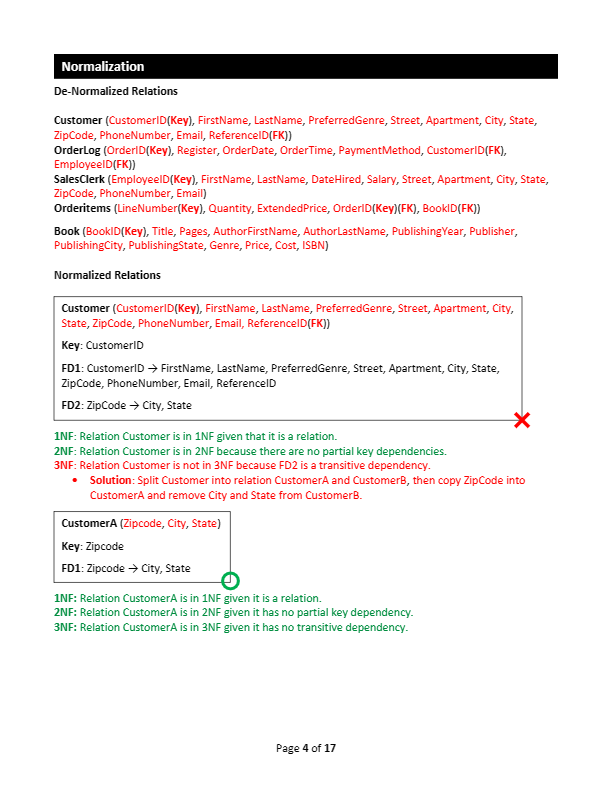 Normalization
De-Normalized Relations
Customer (CustomerID(Key), FirstName, LastName, PreferredGenre, Street, Apartment, City, State,
ZipCode, PhoneNumber, Email, ReferenceID(FK))
OrderLog (OrderID(Key), Register, OrderDate, OrderTime, PaymentMethod, CustomerID(FK),
EmployeeID(FK))
SalesClerk (EmployeeID(Key), FirstName, LastName, DateHired, Salary, Street, Apartment, City, State,
ZipCode, PhoneNumber, Email)
Orderitems (LineNumber(Key), Quantity, ExtendedPrice, OrderID(Key)(FK), BookID(FK))
Book (BookID(Key), Title, Pages, AuthorFirstName, AuthorLastName, PublishingYear, Publisher,
PublishingCity, PublishingState, Genre, Price, Cost, ISBN)
Normalized Relations
Customer (CustomerID(Key), FirstName, LastName, PreferredGenre, Street, Apartment, City,
State, ZipCode, PhoneNumber, Email, ReferenceID(FK))
Key: CustomerID
FD1: CustomerID → FirstName, LastName, PreferredGenre, Street, Apartment, City, State,
ZipCode, PhoneNumber, Email, ReferenceID
FD2: ZipCode → City, State
1NF: Relation Customer is in 1NF given that it is a relation.
2NF: Relation Customer is in 2NF because there are no partial key dependencies.
3NF: Relation Customer is not in 3NF because FD2 is a transitive dependency.
• Solution: Split Customer into relation CustomerA and CustomerB, then copy ZipCode into
CustomerA and remove City and State from CustomerB.
CustomerA (Zipcode, City, State)
Key: Zipcode
FD1: Zipcode → City, State
1NF: Relation CustomerA is in 1NF given it is a relation.
2NF: Relation CustomerA is in 2NF given it has no partial key dependency.
3NF: Relation CustomerA is in 3NF given it has no transitive dependency.
Page 4 of 17